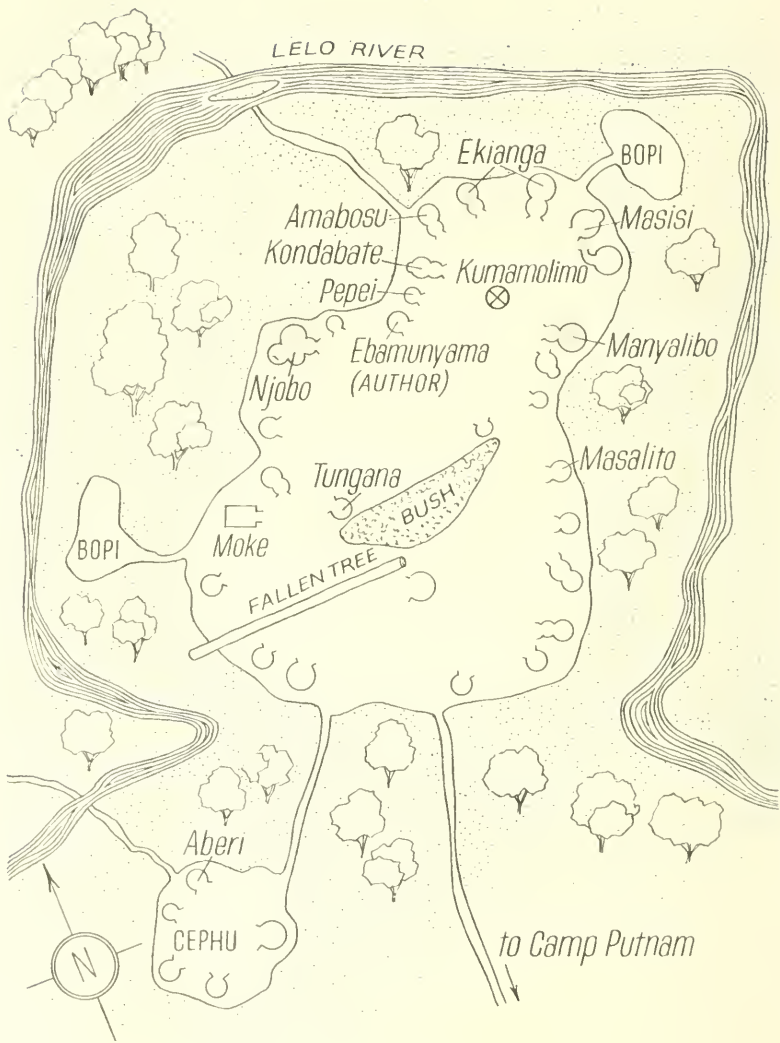 LELO RIVER
Ekianga
BOPI
Amabosu
Masisi
Kondabate
Kumamolimo
Pepei
Ebamunyama
(AUTHOR)
Manyalibo
Njobo
Masalito
Tungana
BUSH
Moke
BOPI
FALLEN TREE
Aberi
CEPHU
to Camp Putnam
N